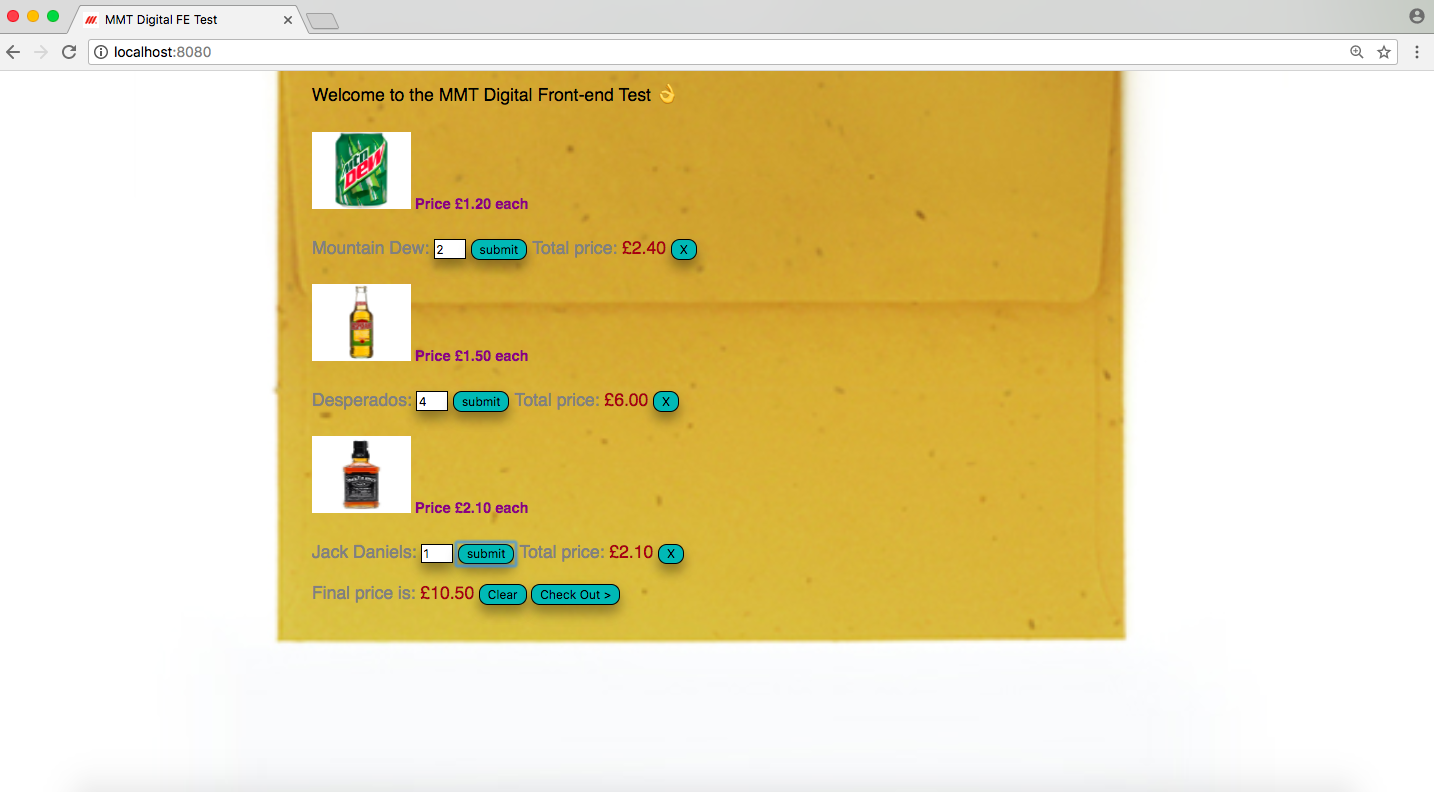 MMT Digital FE Test
localhost:8080
Welcome to the MMT Digital Front-end Test 👌
mtn
DEW
Price £1.20 each
Mountain Dew: 2 submit Total price: £2.40 X
Price £1.50 each
Desperados: 4 submit Total price: £6.00 X
Price £2.10 each
Jack Daniels: 1 submit Total price: £2.10 X
Final price is: £10.50 Clear Check Out >